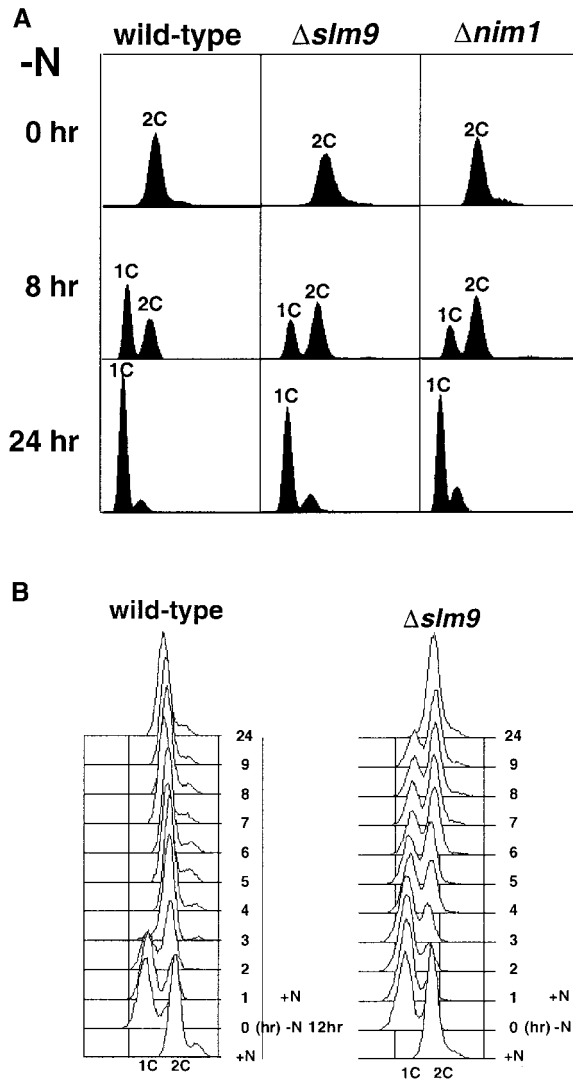 A
wild-type Δslm9 Δnim1
-N
0 hr
2C 2C 2C
8 hr
1C 2C 1C 2C 1C 2C
24 hr
1C 1C 1C
B
wild-type Δslm9
24 24
9 9
8 8
7 7
6 6
5 5
4 4
3 3
2 2
1 +N 1 +N
0 (hr) -N 12hr 0 (hr) -N
+N +N
1C 2C 1C 2C